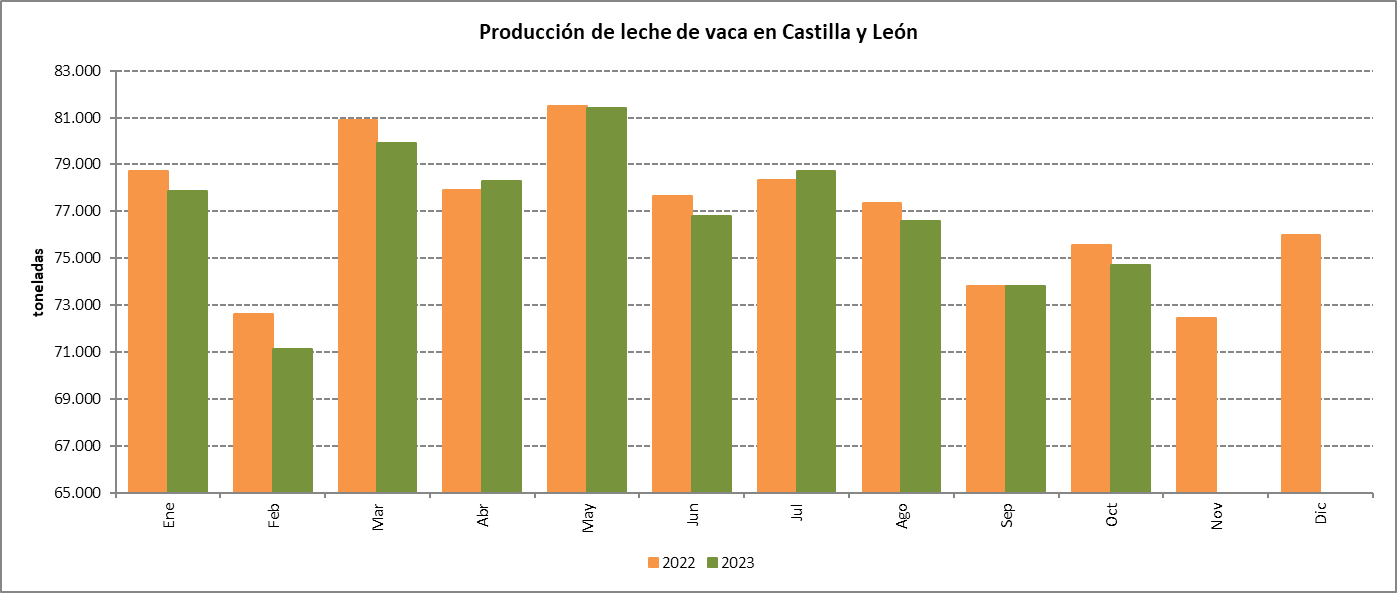 Producción de leche de vaca en Castilla y León
toneladas
83.000
81.000
79.000
77.000
75.000
73.000
71.000
69.000
67.000
65.000
Ene
Feb
Mar
Abr
May
Jun
Jul
Ago
Sep
Oct
Nov
Dic
2022
2023